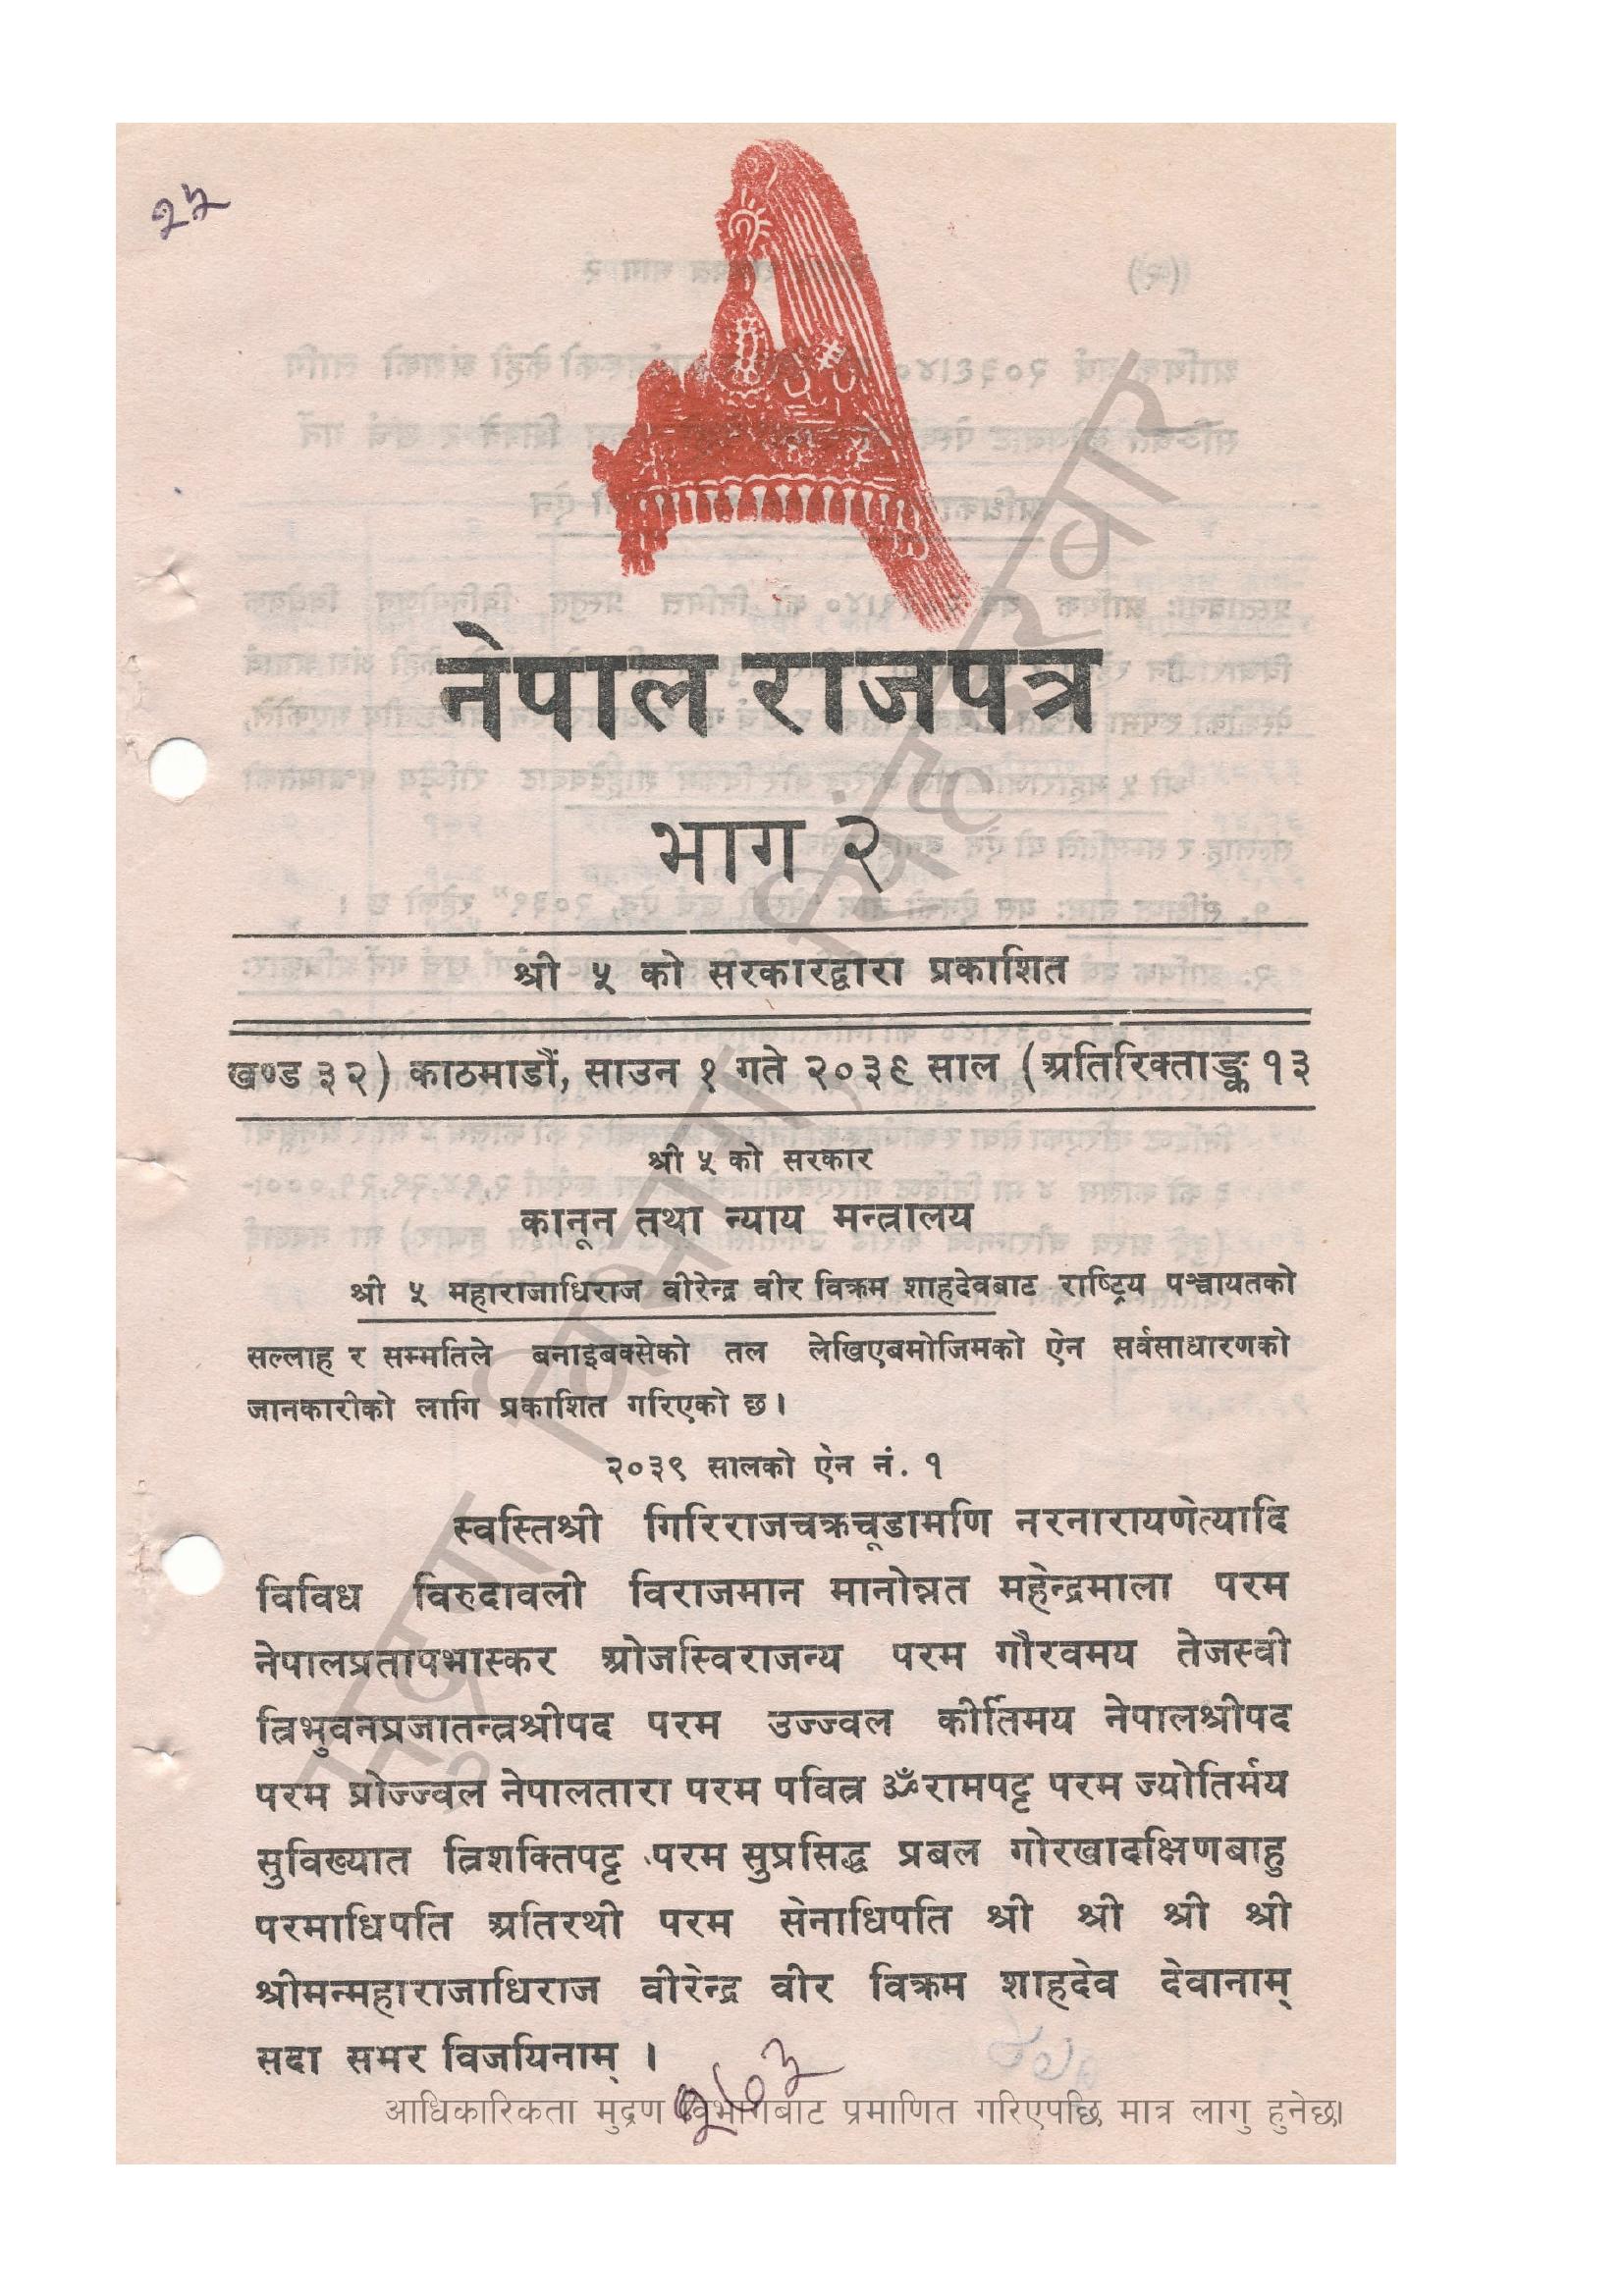 २५
नेपाल राजपत्र
भाग २
श्री ५ को सरकारद्वारा प्रकाशित
खण्ड ३२) काठमाडौं, साउन १ गते २०३९ साल (अतिरिक्ताङ्क १३
श्री ५ को सरकार
कानून तथा न्याय मन्त्रालय
श्री ५ महाराजाधिराज वीरेन्द्र वीर विक्रम शाहदेवबाट राष्ट्रिय पञ्चायतको
सल्लाह र सम्मतिले बनाइबक्सेको तल लेखिएबमोजिमको ऐन सर्वसाधारणको
जानकारीको लागि प्रकाशित गरिएको छ।
२०३९ सालको ऐन नं. १
स्वस्तिश्री गिरिराजचक्रचूडामणि नरनारायणेत्यादि
विविध विरुदावली विराजमान मानोन्नत महेन्द्रमाला परम
नेपालप्रतापभास्कर ओजस्विराजन्य परम गौरवमय तेजस्वी
त्रिभुवनप्रजातन्त्रश्रीपद परम उज्ज्वल कीर्तिमय नेपालश्रीपद
परम प्रोज्ज्वल नेपालतारा परम पवित्र ॐरामपट्ट परम ज्योतिर्मय
सुविख्यात त्रिशक्तिपट्ट परम सुप्रसिद्ध प्रबल गोरखादक्षिणबाहु
परमाधिपति अतिरथी परम सेनाधिपति श्री श्री श्री श्री
श्रीमन्महाराजाधिराज वीरेन्द्र वीर विक्रम शाहदेव देवानाम्
सदा समर विजयिनाम् ।
आधिकारिकता मुद्रण विभागबाट प्रमाणित गरिएपछि मात्र लागु हुनेछ।
मुद्रण विभाग, सिंहदरवार